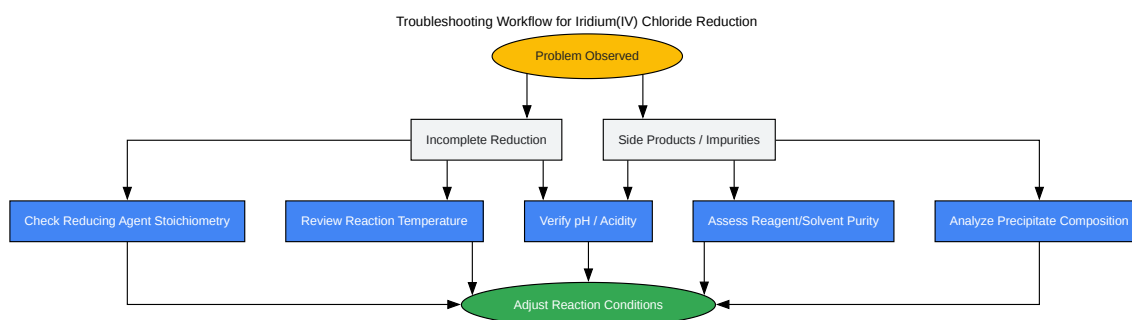 Troubleshooting Workflow for Iridium(IV) Chloride Reduction
Problem Observed
Incomplete Reduction
Side Products / Impurities
Check Reducing Agent Stoichiometry
Review Reaction Temperature
Verify pH / Acidity
Assess Reagent/Solvent Purity
Analyze Precipitate Composition
Adjust Reaction Conditions